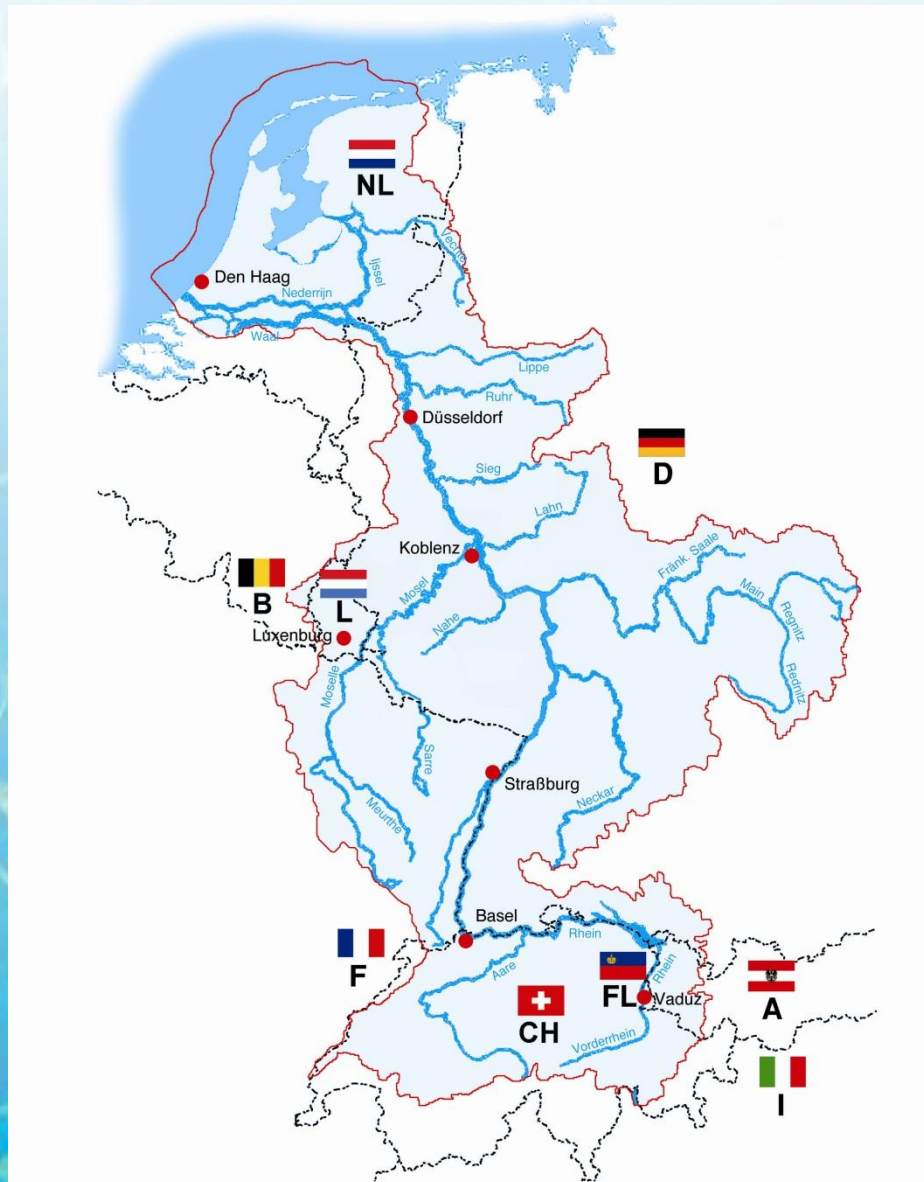 NL
Den Haag
Ijssel
Vechte
Nederrijn
Waal
Lippe
Ruhr
Düsseldorf
D
Sieg
Lahn
Koblenz
Mosel
Fränk. Saale
Main
Regnitz
Rednitz
B
L
Nahe
Luxenburg
Moselle
Sarre
Straßburg
Neckar
Meurthe
Basel
Rhein
F
Aare
Rhein
FL
Vaduz
A
CH
Vorderrhein
I